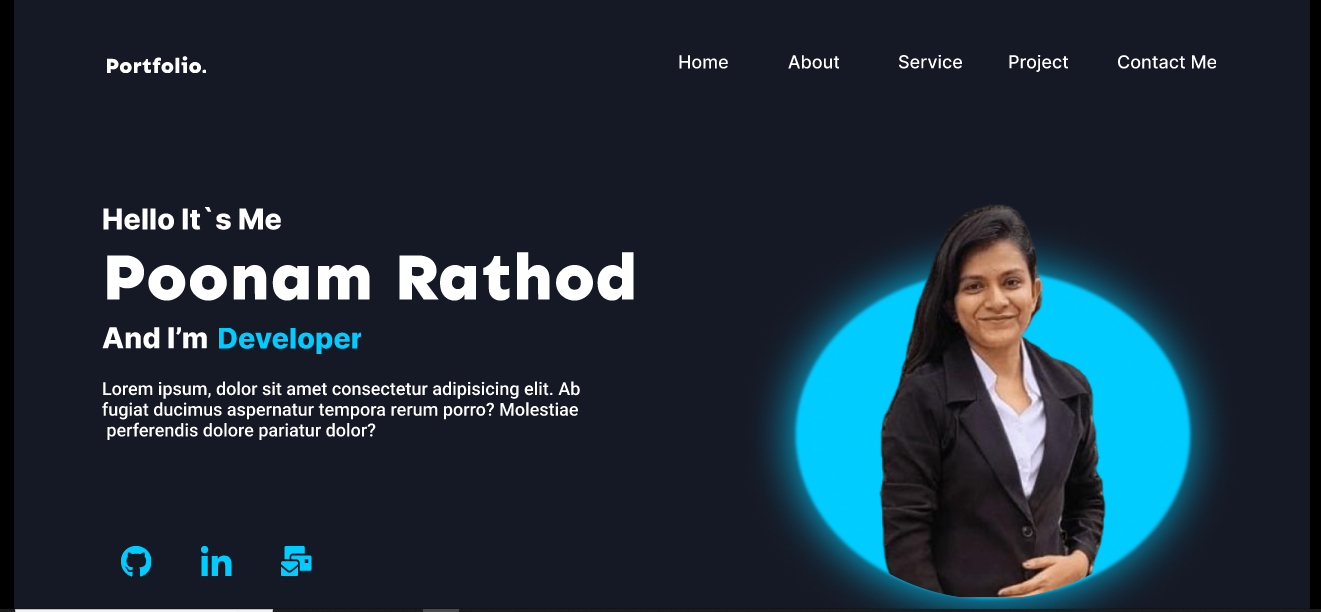 Portfolio.
Home About Service Project Contact Me
Hello It`s Me
Poonam Rathod
And I’m Developer
Lorem ipsum, dolor sit amet consectetur adipisicing elit. Ab
fugiat ducimus aspernatur tempora rerum porro? Molestiae
perferendis dolore pariatur dolor?
in